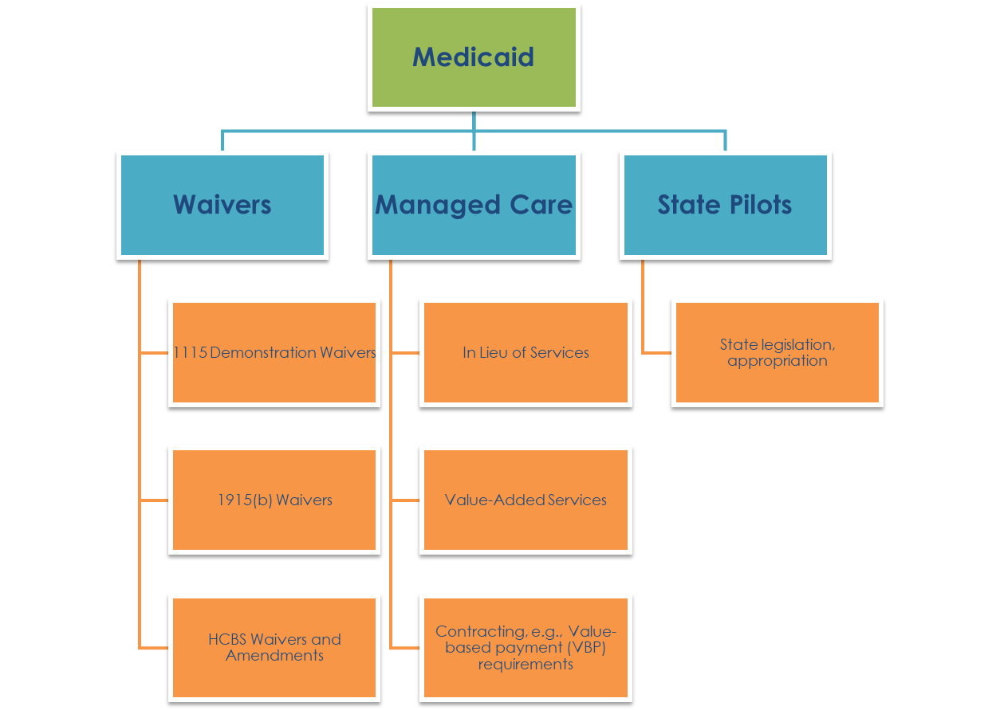 Medicaid
Waivers
Managed Care
State Pilots
1115 Demonstration Waivers
In Lieu of Services
State legislation,
appropriation
1915(b) Waivers
Value-Added Services
HCBS Waivers and
Amendments
Contracting, e.g., Value-
based payment (VBP)
requirements